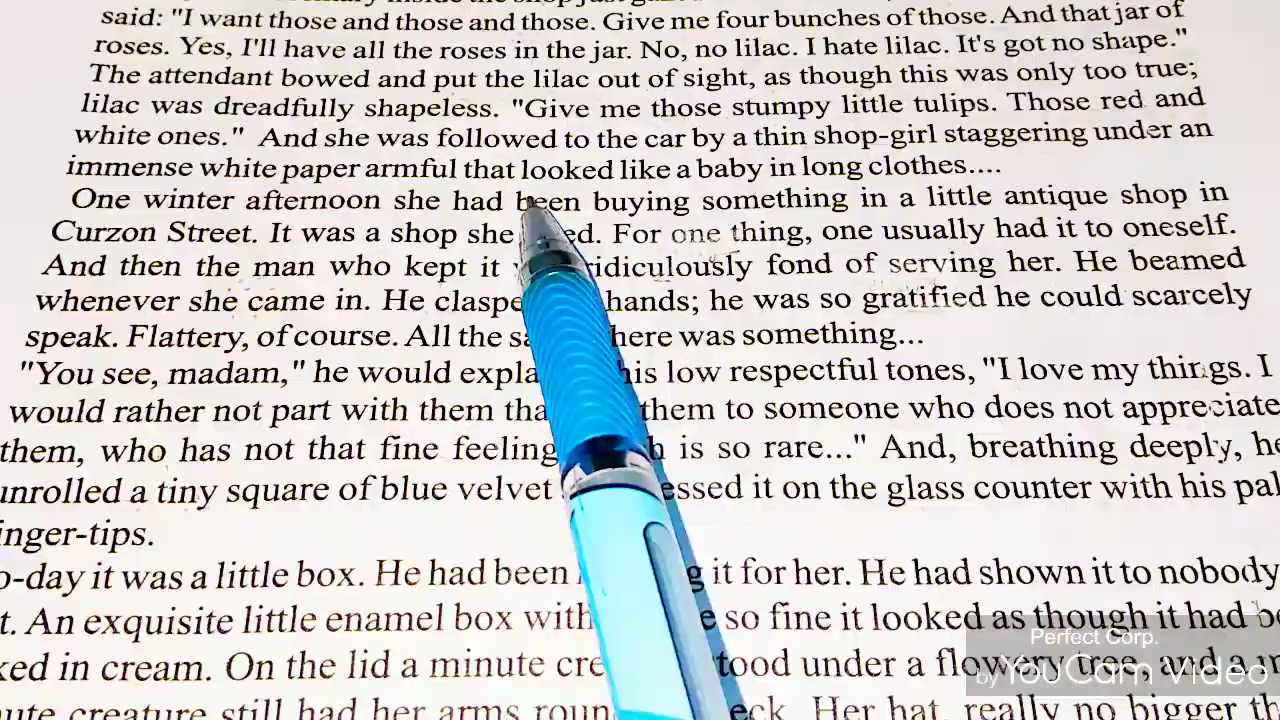 said: "I want those and those and those. Give me four bunches of those. And that jar of
roses. Yes, I'll have all the roses in the jar. No, no lilac. I hate lilac. It's got no shape."
The attendant bowed and put the lilac out of sight, as though this was only too true;
lilac was dreadfully shapeless. "Give me those stumpy little tulips. Those red and
white ones." And she was followed to the car by a thin shop-girl staggering under an
immense white paper armful that looked like a baby in long clothes....
One winter afternoon she had been buying something in a little antique shop in
Curzon Street. It was a shop she ed. For one thing, one usually had it to oneself.
And then the man who kept it ridiculously fond of serving her. He beamed
whenever she came in. He claspe hands; he was so gratified he could scarcely
speak. Flattery, of course. All the sa here was something...
"You see, madam," he would expla his low respectful tones, "I love my things. I
would rather not part with them tha them to someone who does not appreciate
them, who has not that fine feeling h is so rare..." And, breathing deeply, he
unrolled a tiny square of blue velvet essed it on the glass counter with his pal
inger-tips.
o-day it was a little box. He had been g it for her. He had shown it to nobody
t. An exquisite little enamel box with e so fine it looked as though it had be
ked in cream. On the lid a minute cre tood under a flowery tree, and a m
ute creature still had her arms roun eck. Her hat, really no bigger th
Perfect Corp.
by YouCam Video